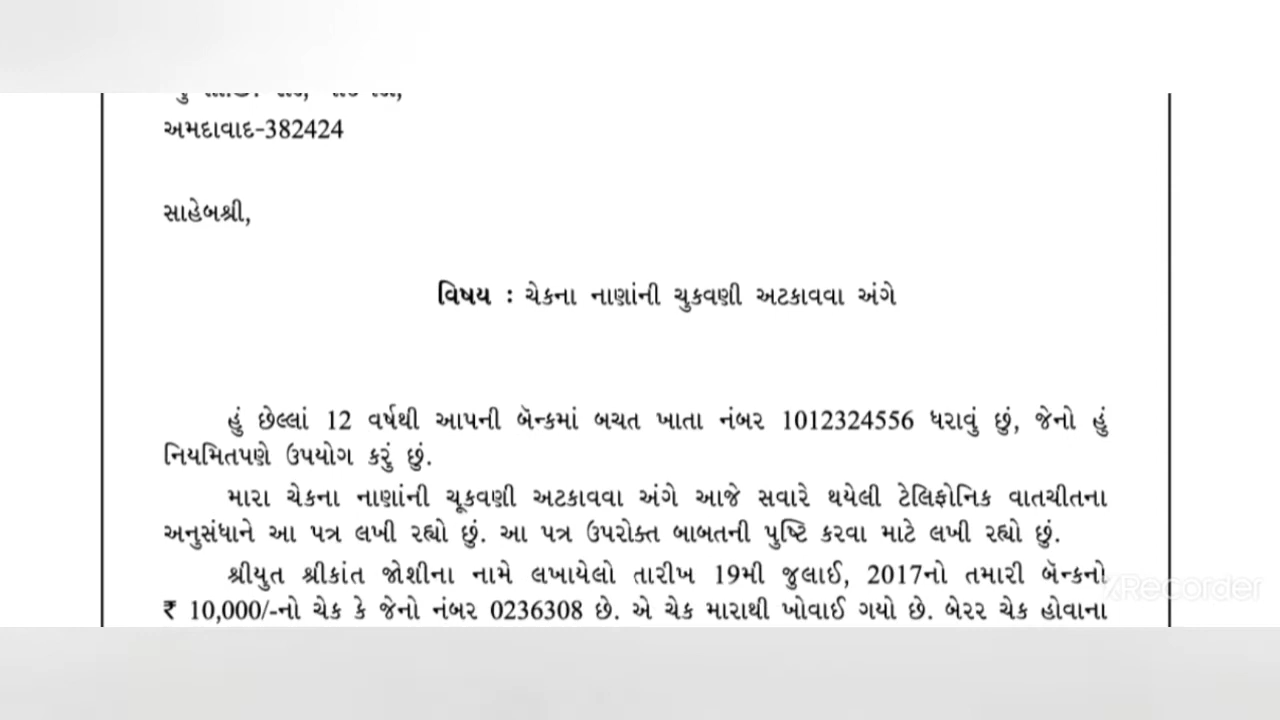 અમદાવાદ-382424
સાહેબશ્રી,
વિષય : ચેકના નાણાંની ચુકવણી અટકાવવા અંગે
હું છેલ્લાં 12 વર્ષથી આપની બૅન્કમાં બચત ખાતા નંબર 1012324556 ધરાવું છું, જેનો હું
નિયમિતપણે ઉપયોગ કરું છું.
મારા ચેકના નાણાંની ચૂકવણી અટકાવવા અંગે આજે સવારે થયેલી ટેલિફોનિક વાતચીતના
અનુસંધાને આ પત્ર લખી રહ્યો છું. આ પત્ર ઉપરોક્ત બાબતની પુષ્ટિ કરવા માટે લખી રહ્યો છું.
શ્રીયુત શ્રીકાંત જોશીના નામે લખાયેલો તારીખ 19મી જુલાઈ, 2017નો તમારી બૅન્કનો
₹ 10,000/-નો ચેક કે જેનો નંબર 0236308 છે. એ ચેક મારાથી ખોવાઈ ગયો છે. બેરર ચેક હોવાના
XRecorder